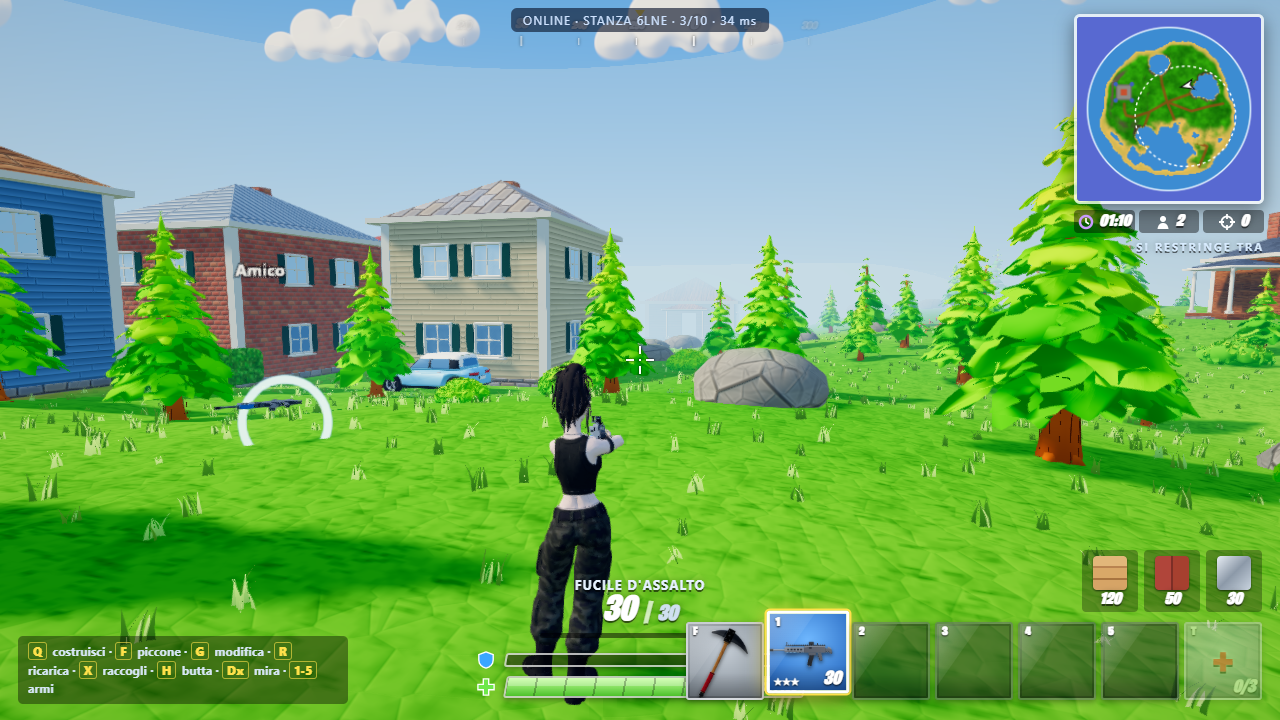 ONLINE · STANZA 6LNE · 3/10 · 34 ms
300
01:10
2
0
SI RESTRINGE TRA
Amico
FUCILE D'ASSALTO
30 / 30
120
50
30
F
1
30
2
3
4
5
T
0/3
Q costruisci · F piccone · G modifica · R
ricarica · X raccogli · H butta · Dx mira · 1-5
armi